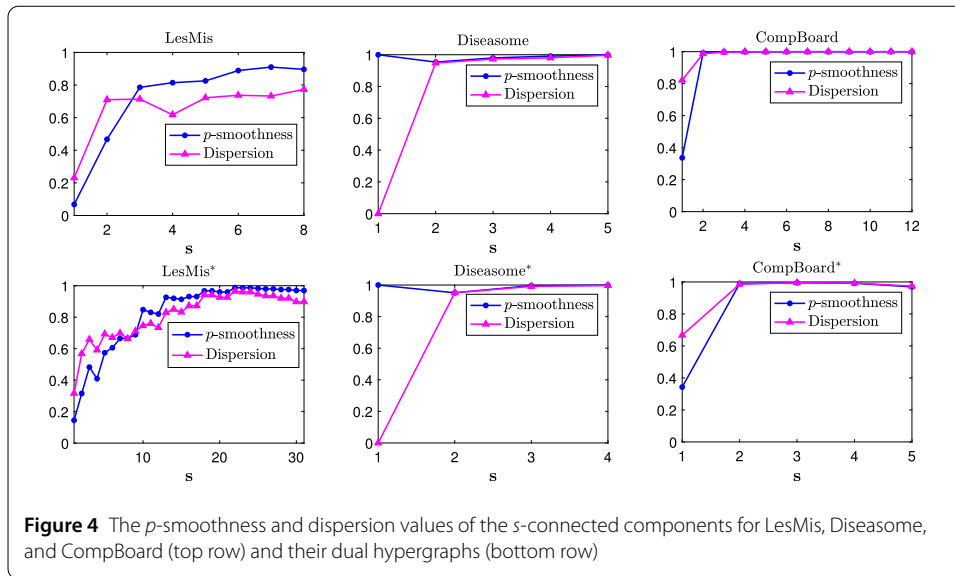 LesMis
1
0.8
0.6
0.4
0.2
0
2
4
6
8
s
p-smoothness
Dispersion
Diseasome
1
0.8
0.6
0.4
0.2
0
1
2
3
4
5
s
p-smoothness
Dispersion
CompBoard
1
0.8
0.6
0.4
0.2
0
2
4
6
8
10
12
s
p-smoothness
Dispersion
LesMis*
1
0.8
0.6
0.4
0.2
0
10
20
30
s
p-smoothness
Dispersion
Diseasome*
1
0.8
0.6
0.4
0.2
0
1
2
3
4
s
p-smoothness
Dispersion
CompBoard*
1
0.8
0.6
0.4
0.2
0
1
2
3
4
5
s
p-smoothness
Dispersion
Figure 4 The p-smoothness and dispersion values of the s-connected components for LesMis, Diseasome,
and CompBoard (top row) and their dual hypergraphs (bottom row)